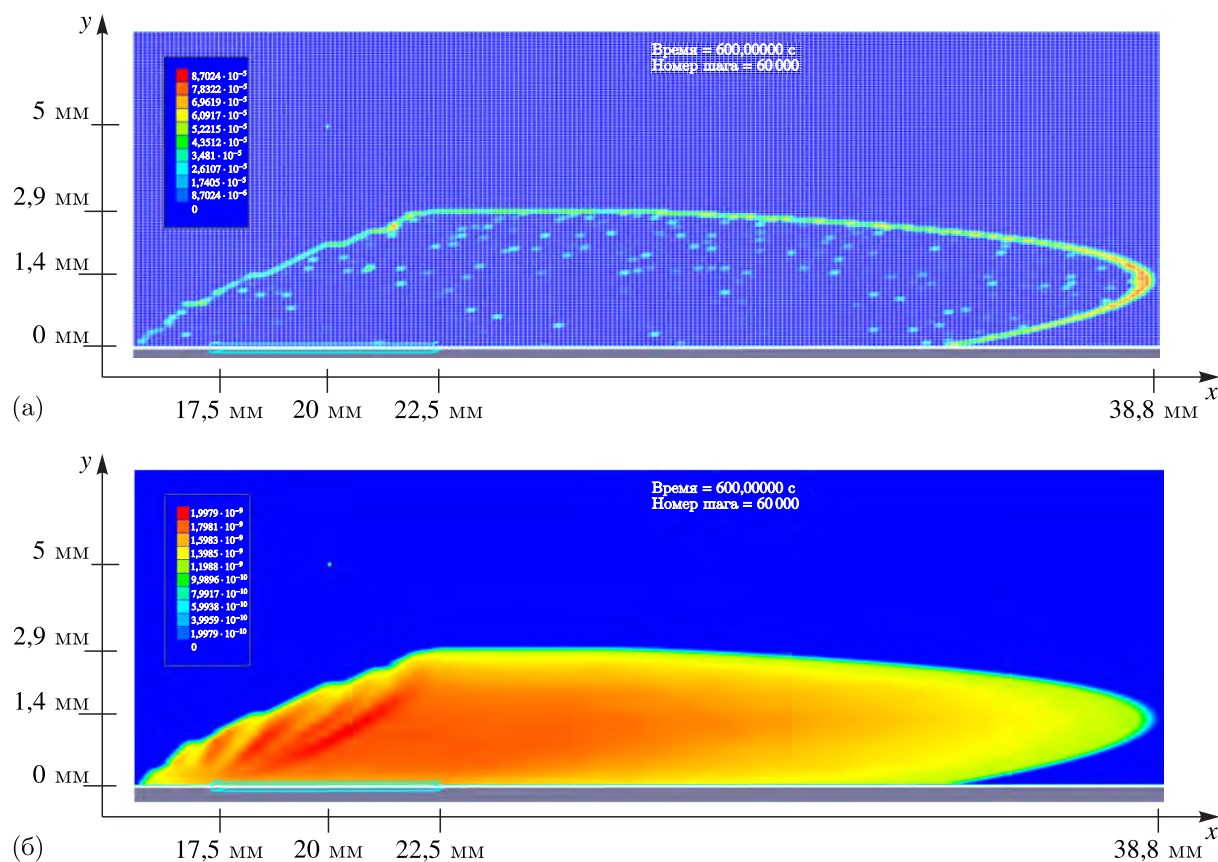 y
Время = 600,00000 с
Номер шага = 60 000
8,7024 · 10⁻⁵
7,8322 · 10⁻⁵
6,9619 · 10⁻⁵
6,0917 · 10⁻⁵
5,2215 · 10⁻⁵
4,3512 · 10⁻⁵
3,481 · 10⁻⁵
2,6107 · 10⁻⁵
1,7405 · 10⁻⁵
8,7024 · 10⁻⁶
0
5 мм
2,9 мм
1,4 мм
0 мм
x
(а)
17,5 мм 20 мм 22,5 мм 38,8 мм
y
Время = 600,00000 с
Номер шага = 60 000
1,9979 · 10⁻⁹
1,7981 · 10⁻⁹
1,5983 · 10⁻⁹
1,3985 · 10⁻⁹
1,1988 · 10⁻⁹
9,9896 · 10⁻¹⁰
7,9917 · 10⁻¹⁰
5,9938 · 10⁻¹⁰
3,9959 · 10⁻¹⁰
1,9979 · 10⁻¹⁰
0
5 мм
2,9 мм
1,4 мм
0 мм
x
(б)
17,5 мм 20 мм 22,5 мм 38,8 мм